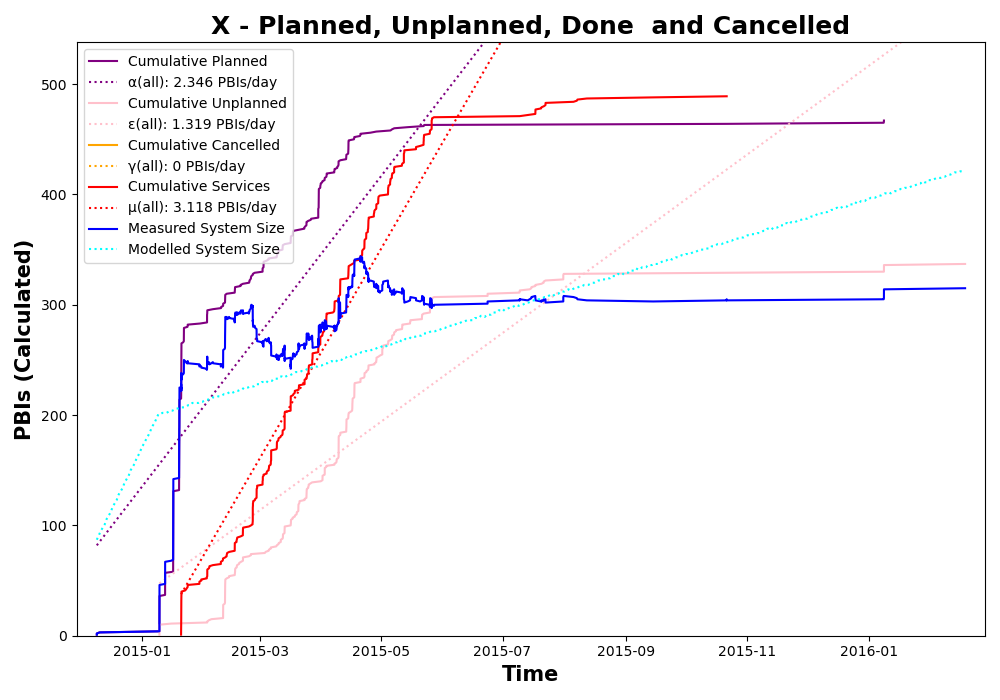 X - Planned, Unplanned, Done  and Cancelled
PBIs (Calculated)
500
400
300
200
100
0
Cumulative Planned
α(all): 2.346 PBIs/day
Cumulative Unplanned
ε(all): 1.319 PBIs/day
Cumulative Cancelled
γ(all): 0 PBIs/day
Cumulative Services
μ(all): 3.118 PBIs/day
Measured System Size
Modelled System Size
2015-01
2015-03
2015-05
2015-07
2015-09
2015-11
2016-01
Time